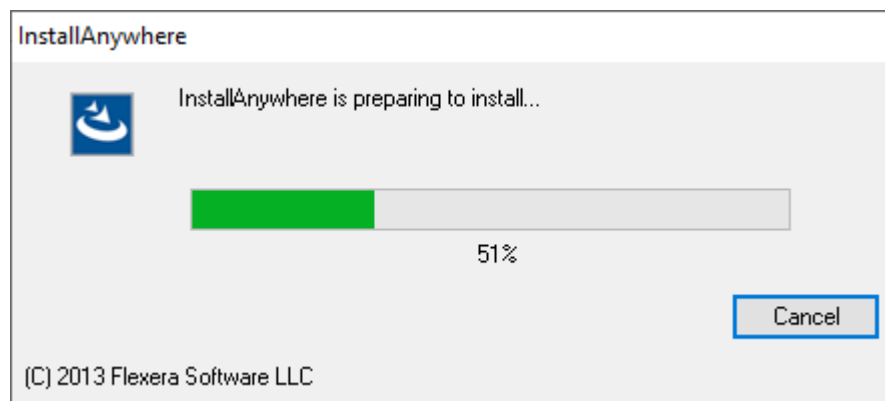 InstallAnywhere
InstallAnywhere is preparing to install...
51%
Cancel
(C) 2013 Flexera Software LLC